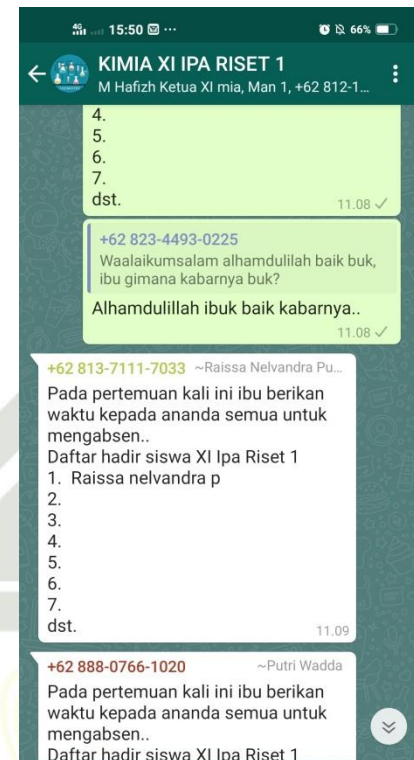 4G 15:50 ...
66%
KIMIA XI IPA RISET 1
M Hafizh Ketua XI mia, Man 1, +62 812-1...
4.
5.
6.
7.
dst.
11.08
+62 823-4493-0225
Waalaikumsalam alhamdulilah baik buk,
ibu gimana kabarnya buk?
Alhamdulillah ibuk baik kabarnya..
11.08
+62 813-7111-7033 ~Raissa Nelvandra Pu...
Pada pertemuan kali ini ibu berikan
waktu kepada ananda semua untuk
mengabsen..
Daftar hadir siswa XI Ipa Riset 1
1. Raissa nelvandra p
2.
3.
4.
5.
6.
7.
dst.
11.09
+62 888-0766-1020 ~Putri Wadda
Pada pertemuan kali ini ibu berikan
waktu kepada ananda semua untuk
mengabsen..
Daftar hadir siswa XI Ipa Riset 1